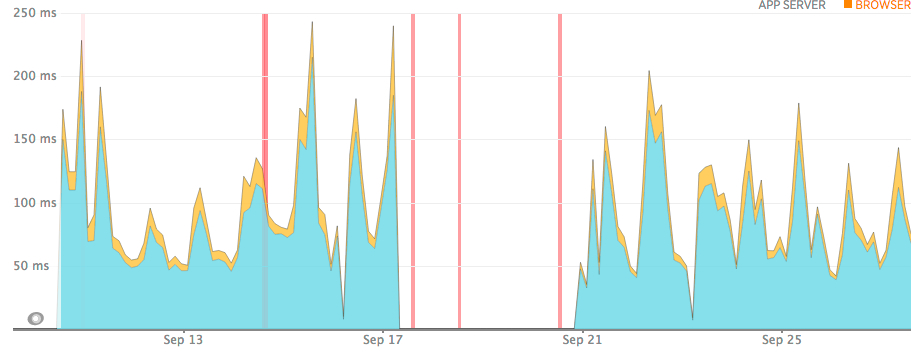 250 ms
APP SERVER BROWSER
200 ms
150 ms
100 ms
50 ms
Sep 13 Sep 17 Sep 21 Sep 25